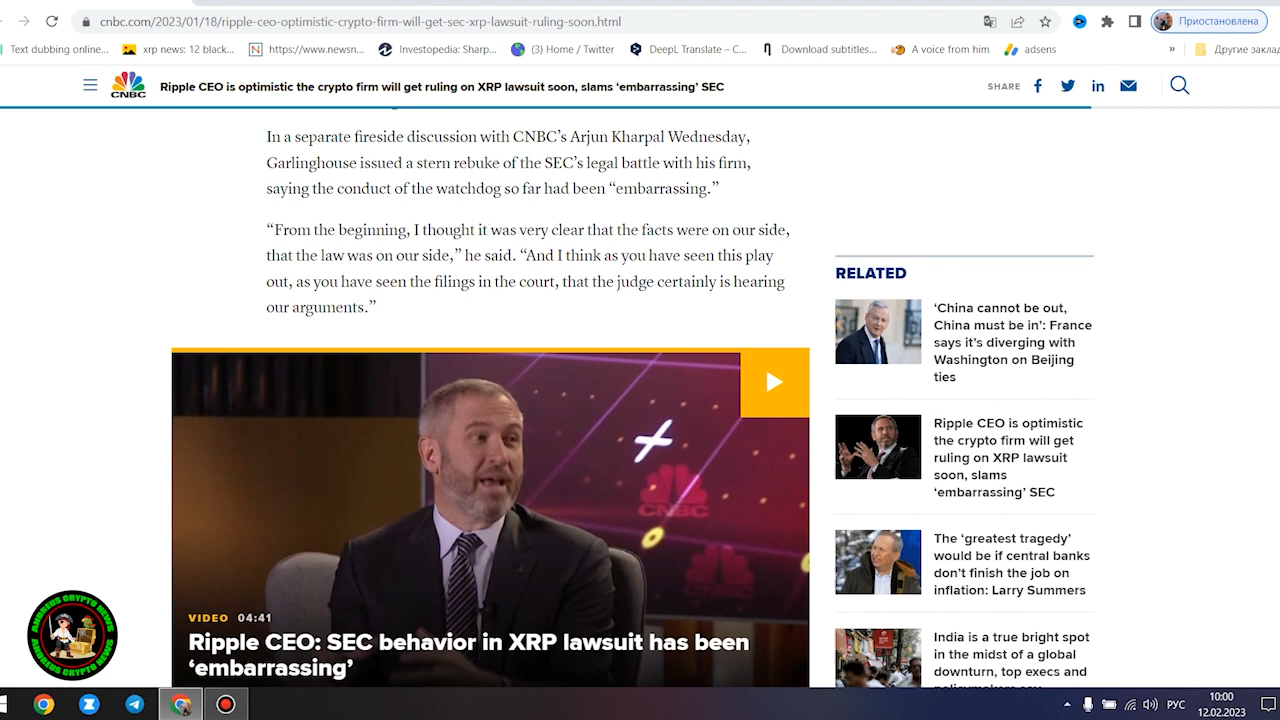 cnbc.com/2023/01/18/ripple-ceo-optimistic-crypto-firm-will-get-sec-xrp-lawsuit-ruling-soon.html
Приостановлена
Text dubbing online...
xrp news: 12 black...
https://www.newsn...
Investopedia: Sharp...
(3) Home / Twitter
DeepL Translate – C...
Download subtitles...
A voice from him
adsens
»
Другие закла
CNBC
Ripple CEO is optimistic the crypto firm will get ruling on XRP lawsuit soon, slams ‘embarrassing’ SEC
SHARE
In a separate fireside discussion with CNBC’s Arjun Kharpal Wednesday,
Garlinghouse issued a stern rebuke of the SEC’s legal battle with his firm,
saying the conduct of the watchdog so far had been “embarrassing.”
“From the beginning, I thought it was very clear that the facts were on our side,
that the law was on our side,” he said. “And I think as you have seen this play
out, as you have seen the filings in the court, that the judge certainly is hearing
our arguments.”
CNBC
VIDEO 04:41
Ripple CEO: SEC behavior in XRP lawsuit has been
‘embarrassing’
RELATED
‘China cannot be out,
China must be in’: France
says it’s diverging with
Washington on Beijing
ties
Ripple CEO is optimistic
the crypto firm will get
ruling on XRP lawsuit
soon, slams
‘embarrassing’ SEC
The ‘greatest tragedy’
would be if central banks
don’t finish the job on
inflation: Larry Summers
India is a true bright spot
in the midst of a global
downturn, top execs and
ANDREUS CRYPTO NEWS
ANDREUS CRYPTO NEWS
РУС
10:00
12.02.2023